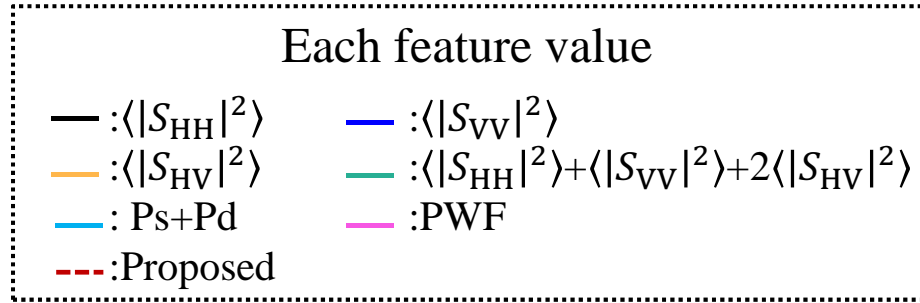 Each feature value
:⟨|S_HH|²⟩ :⟨|S_VV|²⟩
:⟨|S_HV|²⟩ :⟨|S_HH|²⟩+⟨|S_VV|²⟩+2⟨|S_HV|²⟩
: Ps+Pd :PWF
:Proposed